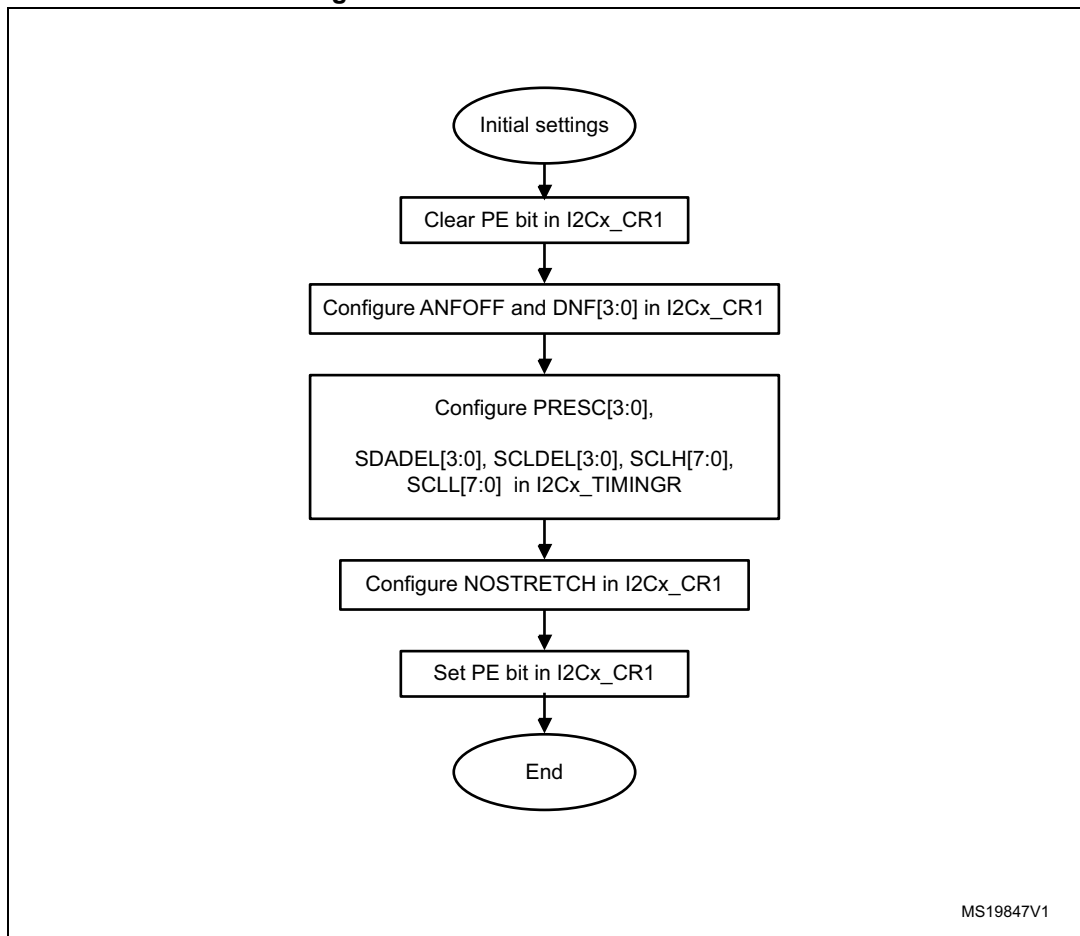 Initial settings
Clear PE bit in I2Cx_CR1
Configure ANFOFF and DNF[3:0] in I2Cx_CR1
Configure PRESC[3:0],
SDADEL[3:0], SCLDEL[3:0], SCLH[7:0],
SCLL[7:0] in I2Cx_TIMINGR
Configure NOSTRETCH in I2Cx_CR1
Set PE bit in I2Cx_CR1
End
MS19847V1